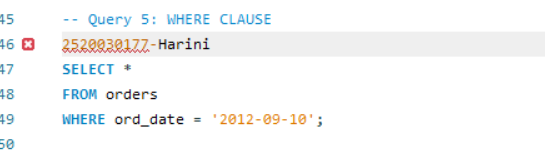 45 -- Query 5: WHERE CLAUSE
46 2520030177-Harini
47 SELECT *
48 FROM orders
49 WHERE ord_date = '2012-09-10';
50